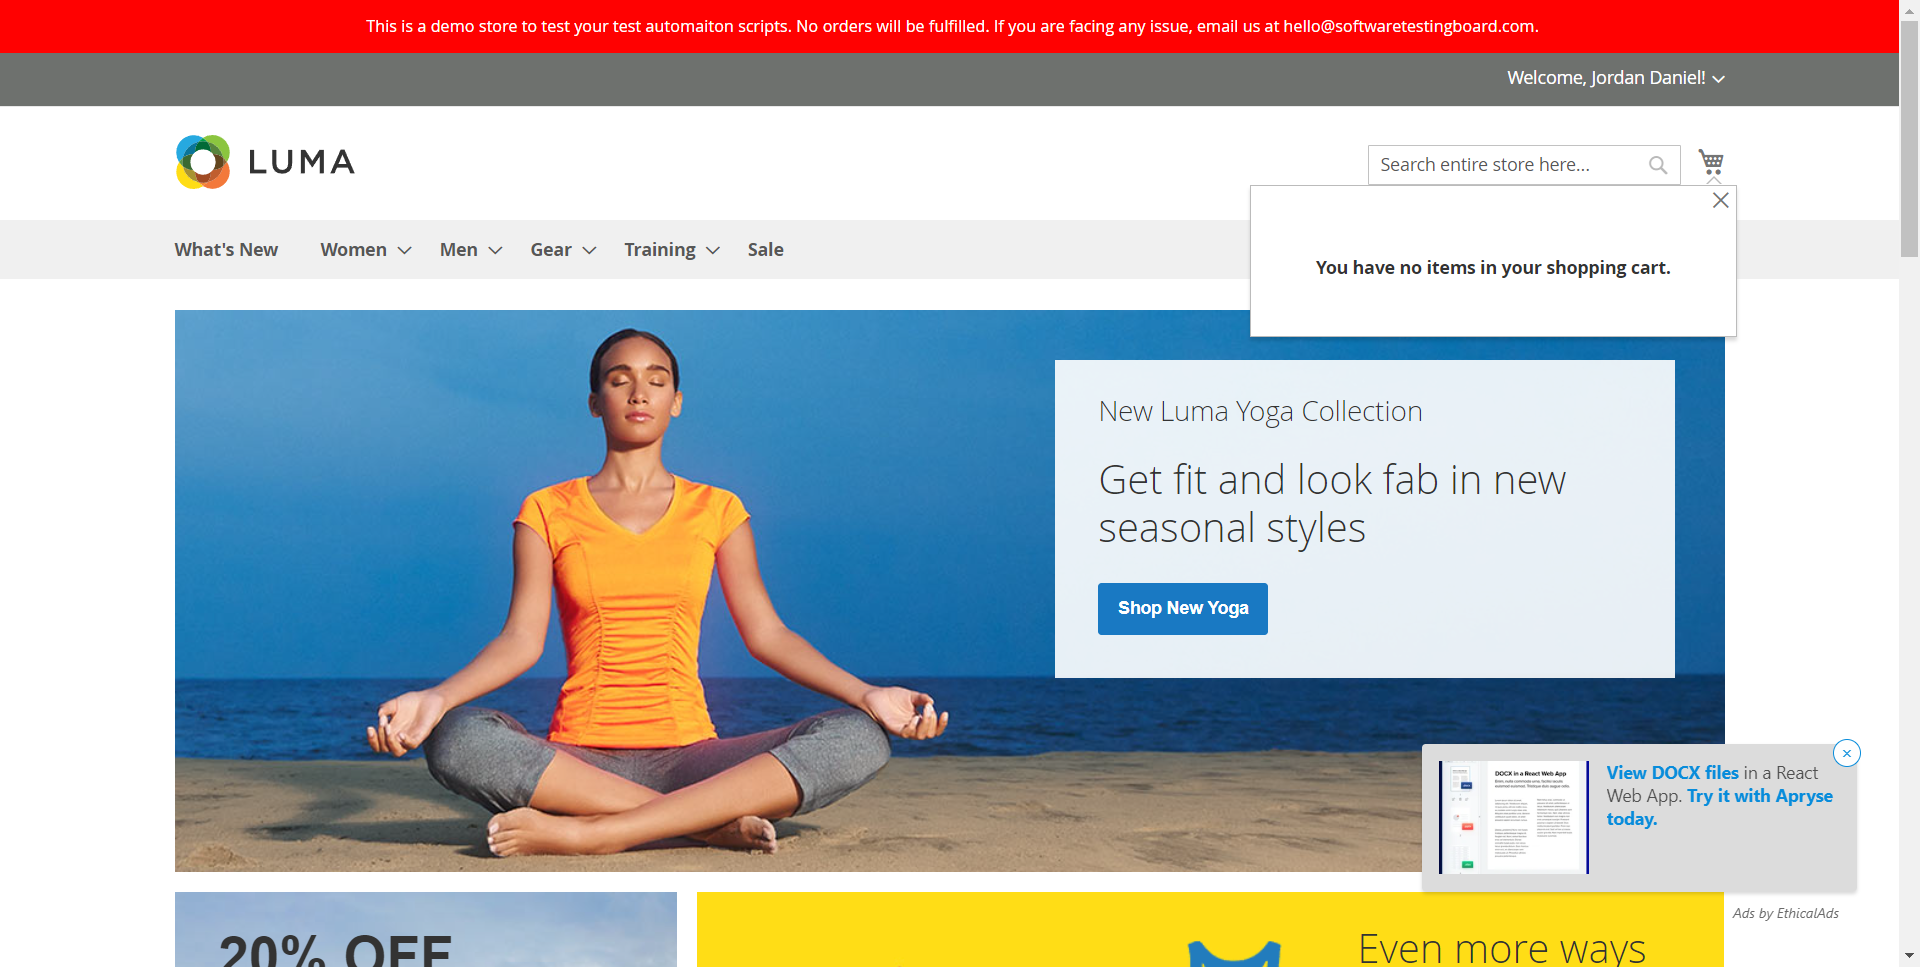 This is a demo store to test your test automaiton scripts. No orders will be fulfilled. If you are facing any issue, email us at hello@softwaretestingboard.com.
Welcome, Jordan Daniel!
LUMA
Search entire store here...
You have no items in your shopping cart.
What's New Women Men Gear Training Sale
New Luma Yoga Collection
Get fit and look fab in new
seasonal styles
Shop New Yoga
DOCX in a React Web App
View DOCX files in a React
Web App. Try it with Apryse
today.
Ads by EthicalAds
20% OFF
Even more ways